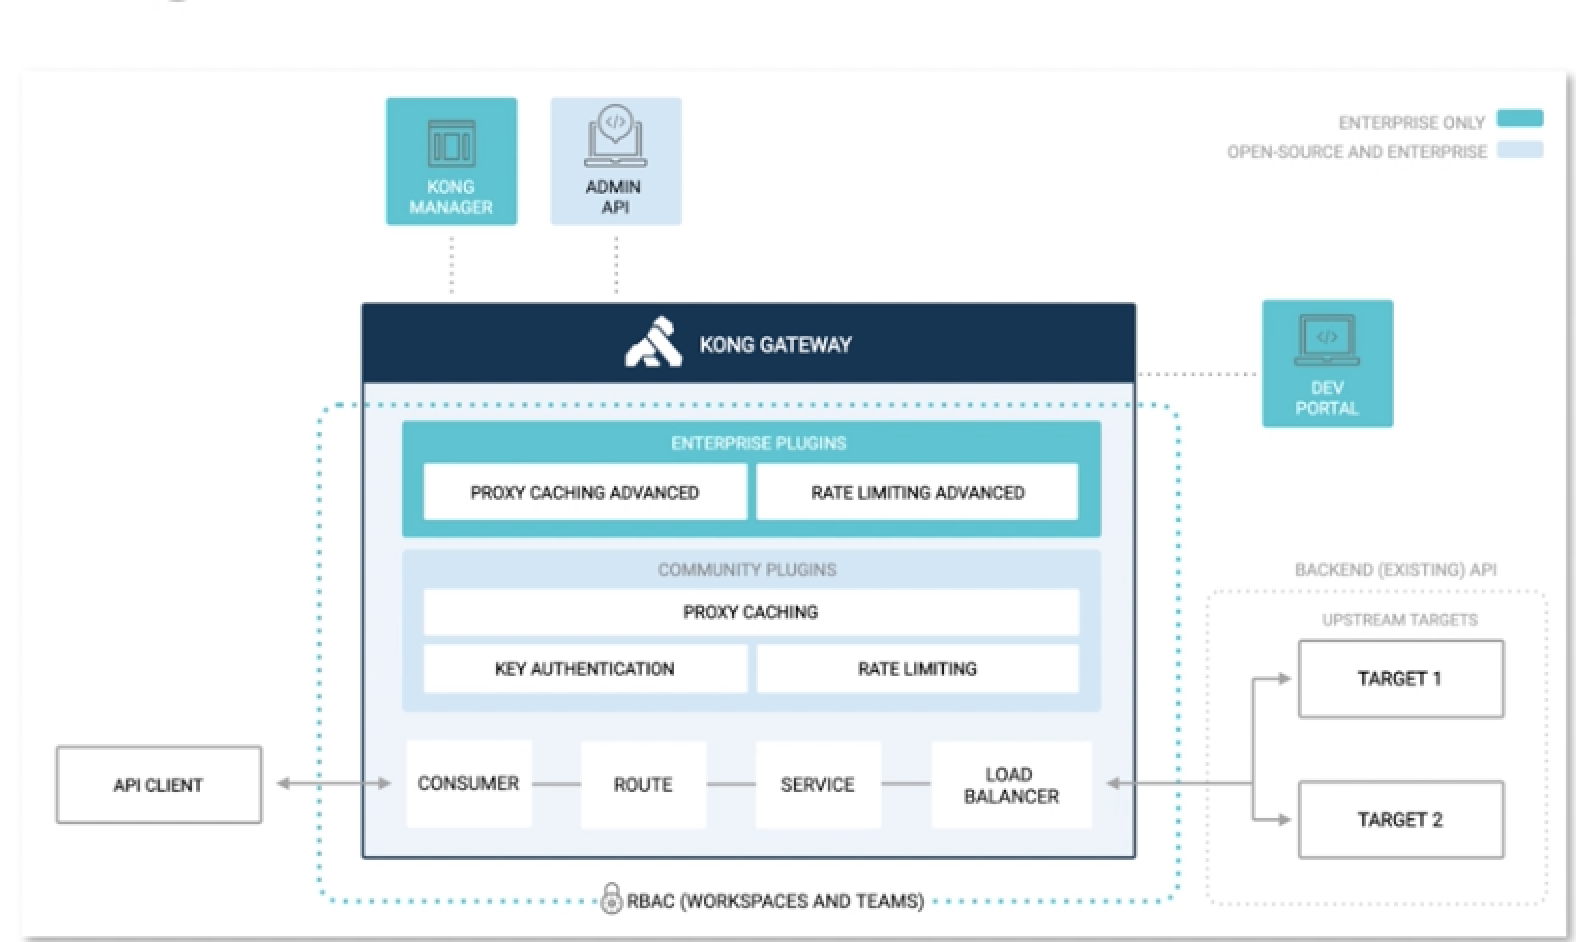 ENTERPRISE ONLY
OPEN-SOURCE AND ENTERPRISE
KONG
MANAGER
ADMIN
API
KONG GATEWAY
DEV
PORTAL
ENTERPRISE PLUGINS
PROXY CACHING ADVANCED
RATE LIMITING ADVANCED
COMMUNITY PLUGINS
PROXY CACHING
KEY AUTHENTICATION
RATE LIMITING
BACKEND (EXISTING) API
UPSTREAM TARGETS
TARGET 1
TARGET 2
API CLIENT
CONSUMER
ROUTE
SERVICE
LOAD
BALANCER
RBAC (WORKSPACES AND TEAMS)